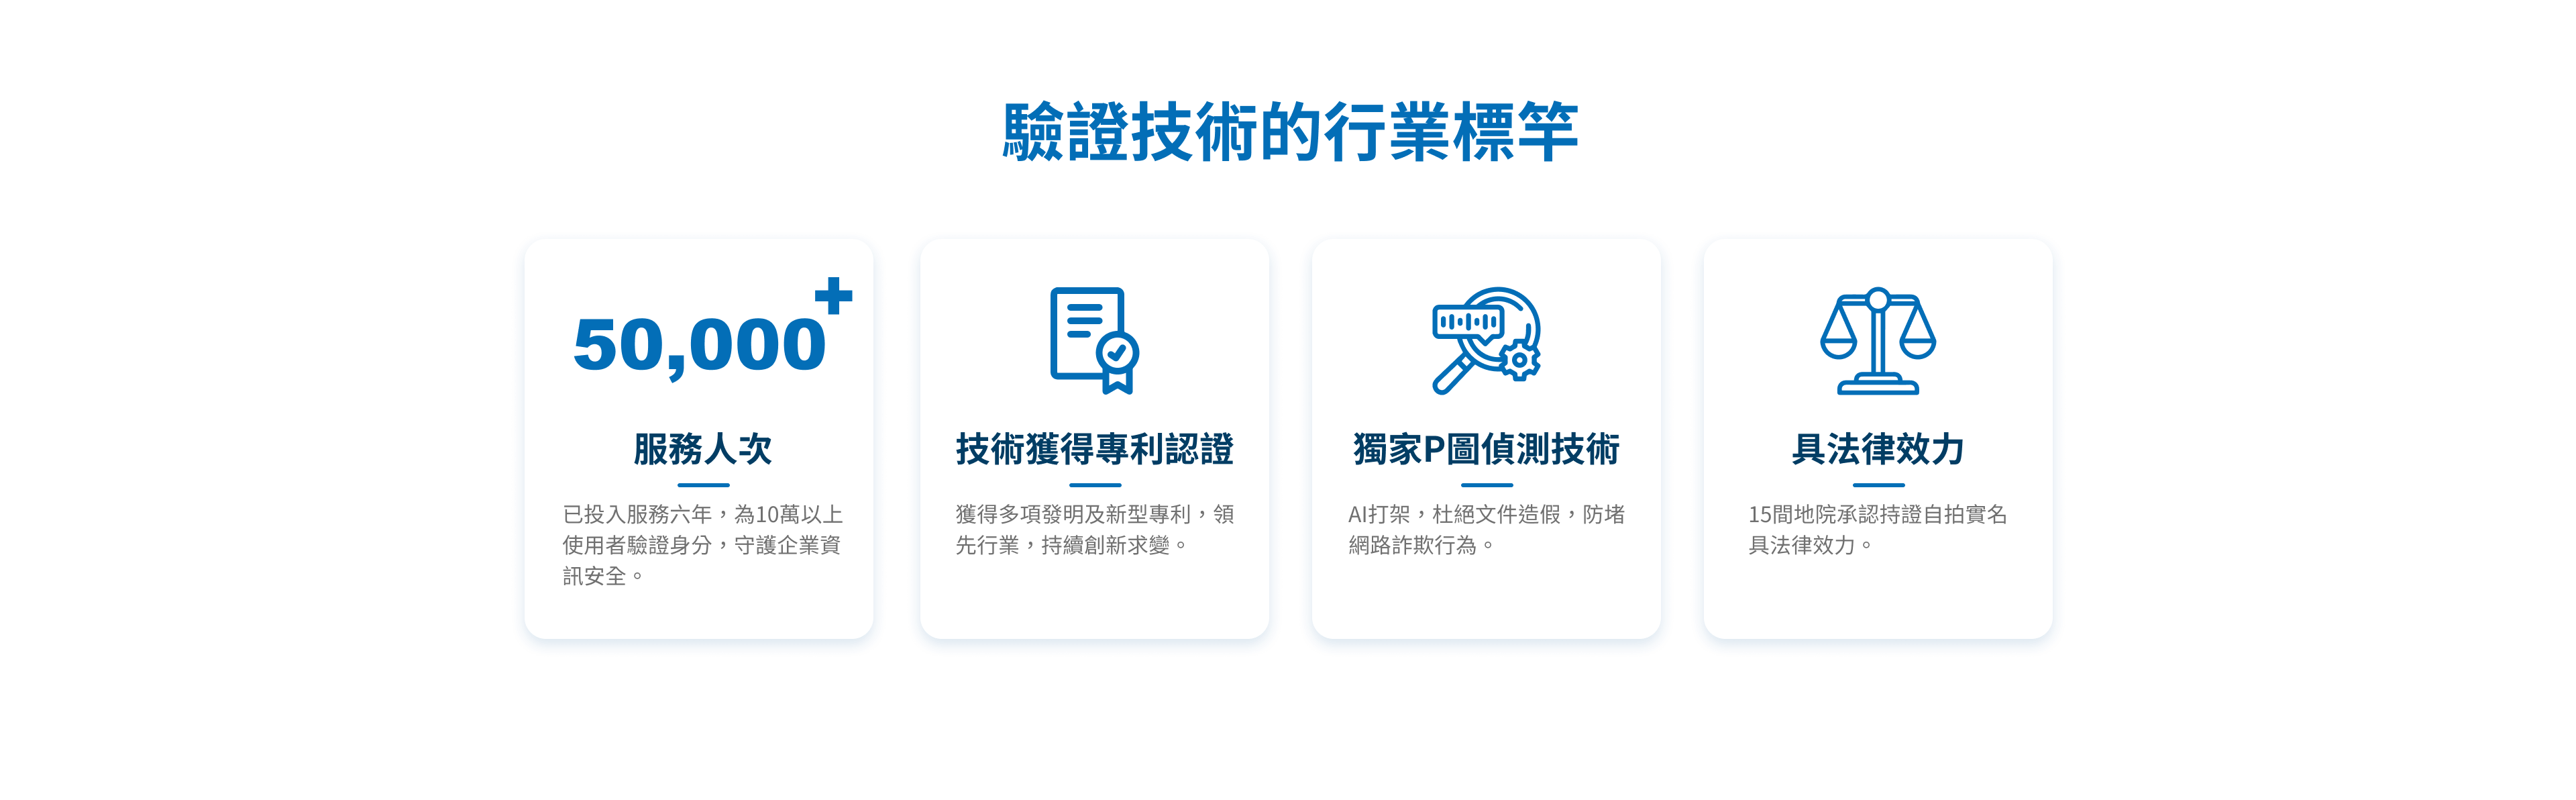 驗證技術的行業標竿
50,000+
服務人次
已投入服務六年，為10萬以上
使用者驗證身分，守護企業資
訊安全。
技術獲得專利認證
獲得多項發明及新型專利，領
先行業，持續創新求變。
獨家P圖偵測技術
AI打架，杜絕文件造假，防堵
網路詐欺行為。
具法律效力
15間地院承認持證自拍實名
具法律效力。